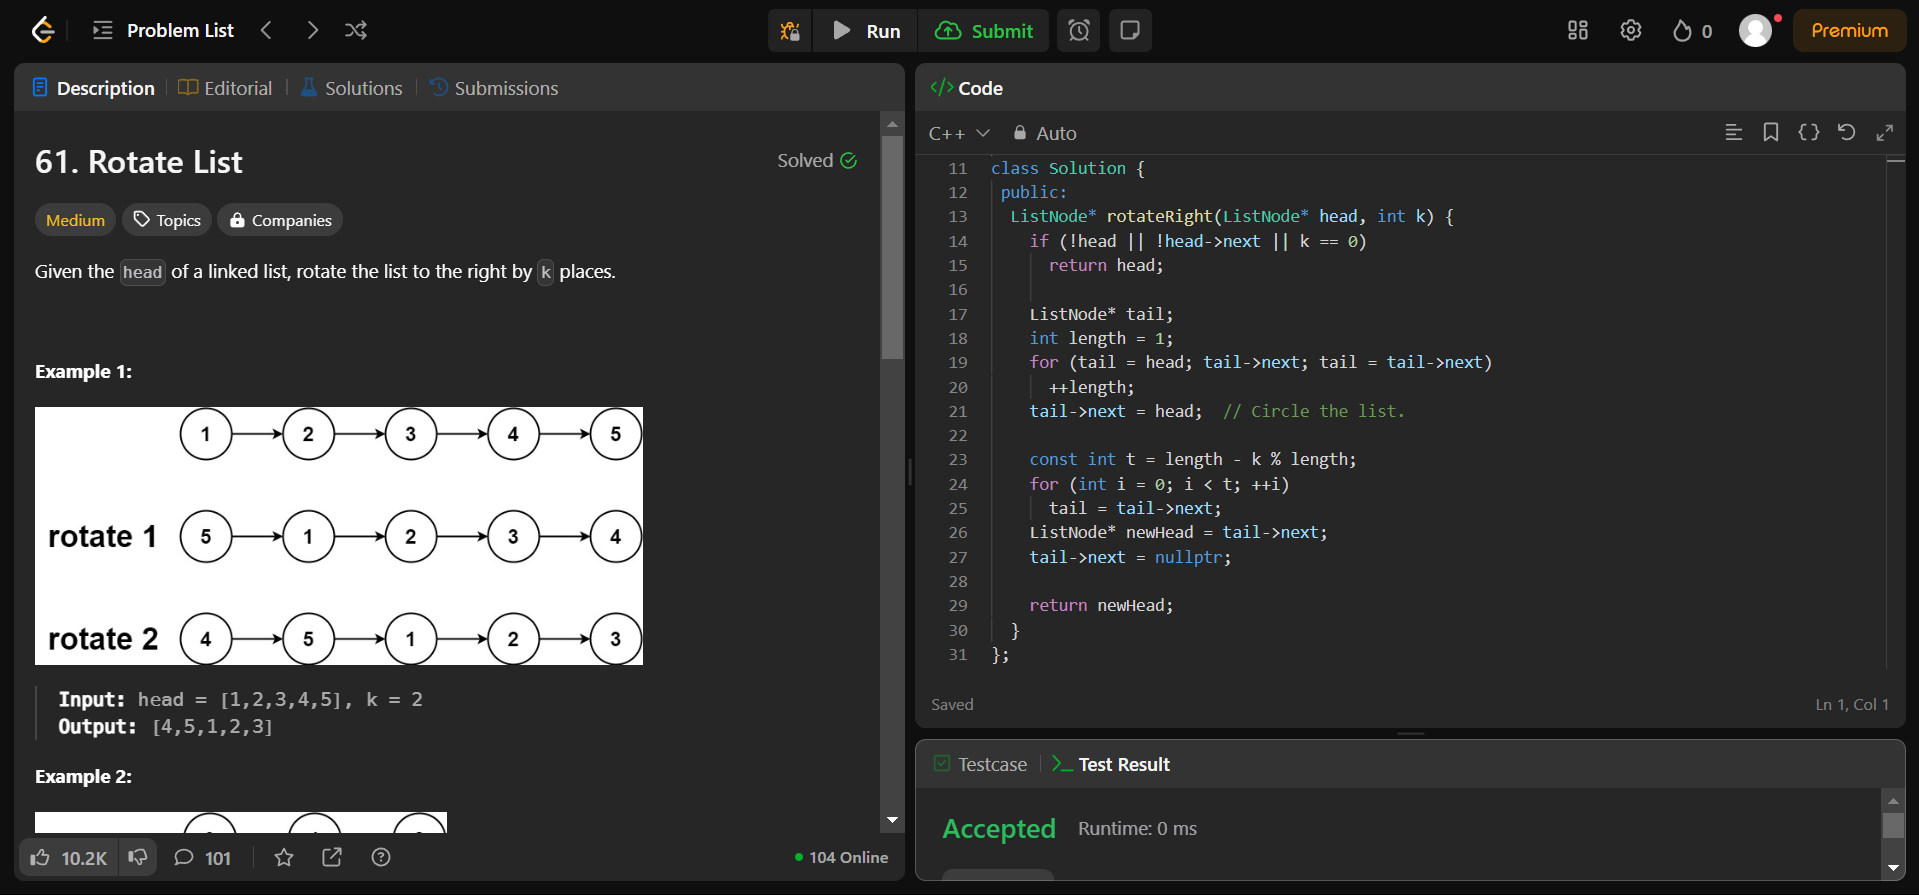 Problem List
Run
Submit
0
Premium
Description
Editorial
Solutions
Submissions
61. Rotate List
Solved
Medium
Topics
Companies
Given the head of a linked list, rotate the list to the right by k places.
Example 1:
1 2 3 4 5
rotate 1 5 1 2 3 4
rotate 2 4 5 1 2 3
Input: head = [1,2,3,4,5], k = 2
Output: [4,5,1,2,3]
Example 2:
10.2K
101
104 Online
</> Code
C++
Auto
11 class Solution {
12 public:
13 ListNode* rotateRight(ListNode* head, int k) {
14 if (!head || !head->next || k == 0)
15 return head;
16
17 ListNode* tail;
18 int length = 1;
19 for (tail = head; tail->next; tail = tail->next)
20 ++length;
21 tail->next = head;  // Circle the list.
22
23 const int t = length - k % length;
24 for (int i = 0; i < t; ++i)
25 tail = tail->next;
26 ListNode* newHead = tail->next;
27 tail->next = nullptr;
28
29 return newHead;
30 }
31 };
Saved
Ln 1, Col 1
Testcase
Test Result
Accepted
Runtime: 0 ms